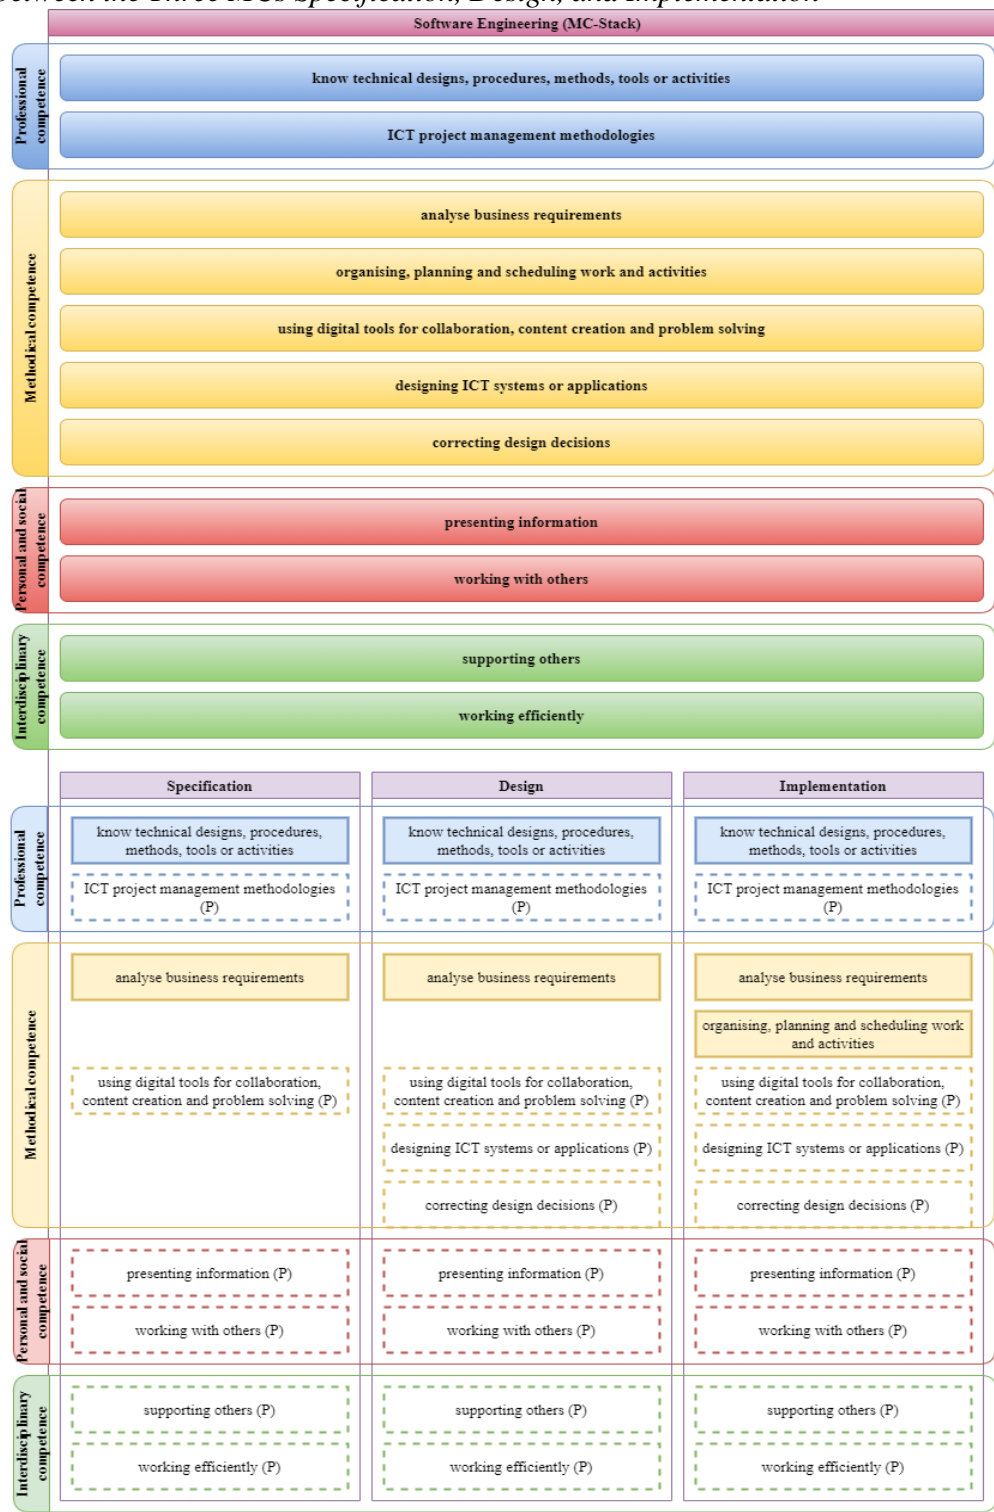 Between the Three MCs Specification, Design, and Implementation
Software Engineering (MC-Stack)
Professional
competence
know technical designs, procedures, methods, tools or activities
ICT project management methodologies
Methodical competence
analyse business requirements
organising, planning and scheduling work and activities
using digital tools for collaboration, content creation and problem solving
designing ICT systems or applications
correcting design decisions
Personal and social
competence
presenting information
working with others
Interdisciplinary
competence
supporting others
working efficiently
Specification
Design
Implementation
Professional
competence
know technical designs, procedures,
methods, tools or activities
know technical designs, procedures,
methods, tools or activities
know technical designs, procedures,
methods, tools or activities
ICT project management methodologies
(P)
ICT project management methodologies
(P)
ICT project management methodologies
(P)
Methodical competence
analyse business requirements
analyse business requirements
analyse business requirements
organising, planning and scheduling work
and activities
using digital tools for collaboration,
content creation and problem solving (P)
using digital tools for collaboration,
content creation and problem solving (P)
using digital tools for collaboration,
content creation and problem solving (P)
designing ICT systems or applications (P)
designing ICT systems or applications (P)
correcting design decisions (P)
correcting design decisions (P)
Personal and social
competence
presenting information (P)
presenting information (P)
presenting information (P)
working with others (P)
working with others (P)
working with others (P)
Interdisciplinary
competence
supporting others (P)
supporting others (P)
supporting others (P)
working efficiently (P)
working efficiently (P)
working efficiently (P)